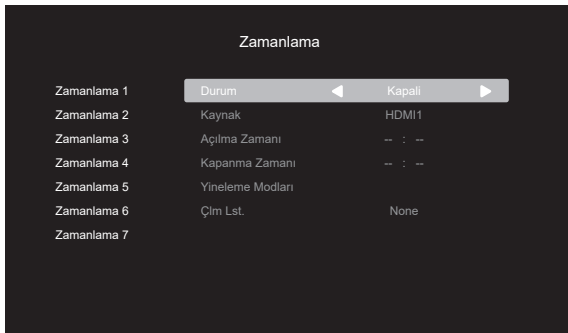 Zamanlama
Zamanlama 1 Durum Kapali
Zamanlama 2 Kaynak HDMI1
Zamanlama 3 Açılma Zamanı -- : --
Zamanlama 4 Kapanma Zamanı -- : --
Zamanlama 5 Yineleme Modları
Zamanlama 6 Çlm Lst. None
Zamanlama 7